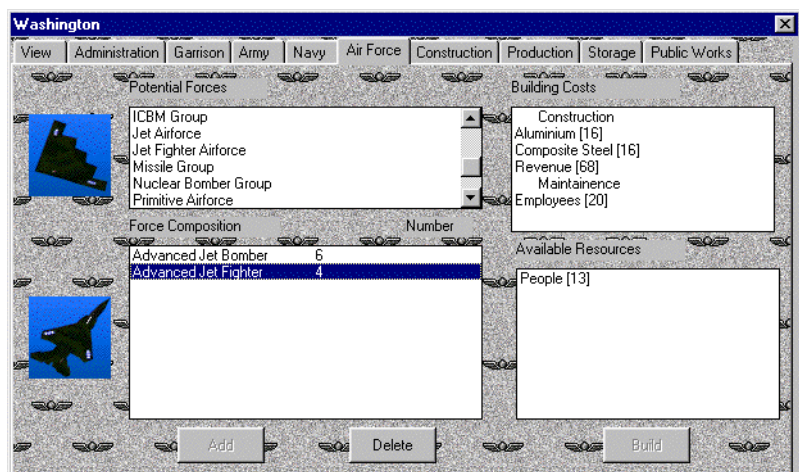 Washington
View Administration Garrison Army Navy Air Force Construction Production Storage Public Works
Potential Forces
ICBM Group
Jet Airforce
Jet Fighter Airforce
Missile Group
Nuclear Bomber Group
Primitive Airforce
Building Costs
Construction
Aluminium [16]
Composite Steel [16]
Revenue [68]
Maintainence
Employees [20]
Force Composition Number
Advanced Jet Bomber 6
Advanced Jet Fighter 4
Available Resources
People [13]
Add Delete Build